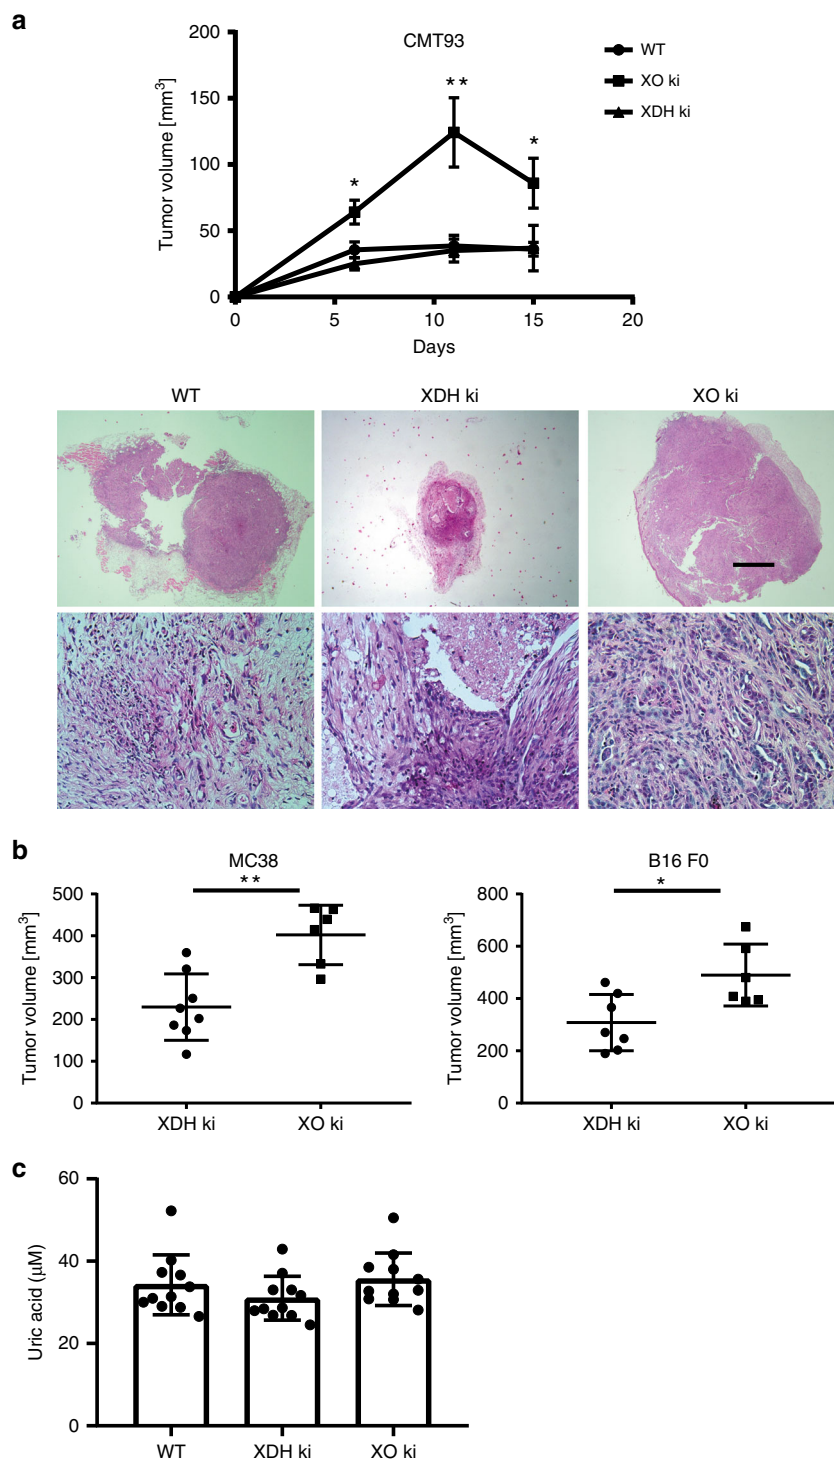 a
CMT93
WT
XO ki
XDH ki
Tumor volume [mm³]
200
150
100
50
0
*
**
*
0
5
10
15
20
Days
WT
XDH ki
XO ki
b
MC38
**
Tumor volume [mm³]
500
400
300
200
100
0
XDH ki
XO ki
B16 F0
*
Tumor volume [mm³]
800
600
400
200
0
XDH ki
XO ki
c
Uric acid (μM)
60
40
20
0
WT
XDH ki
XO ki